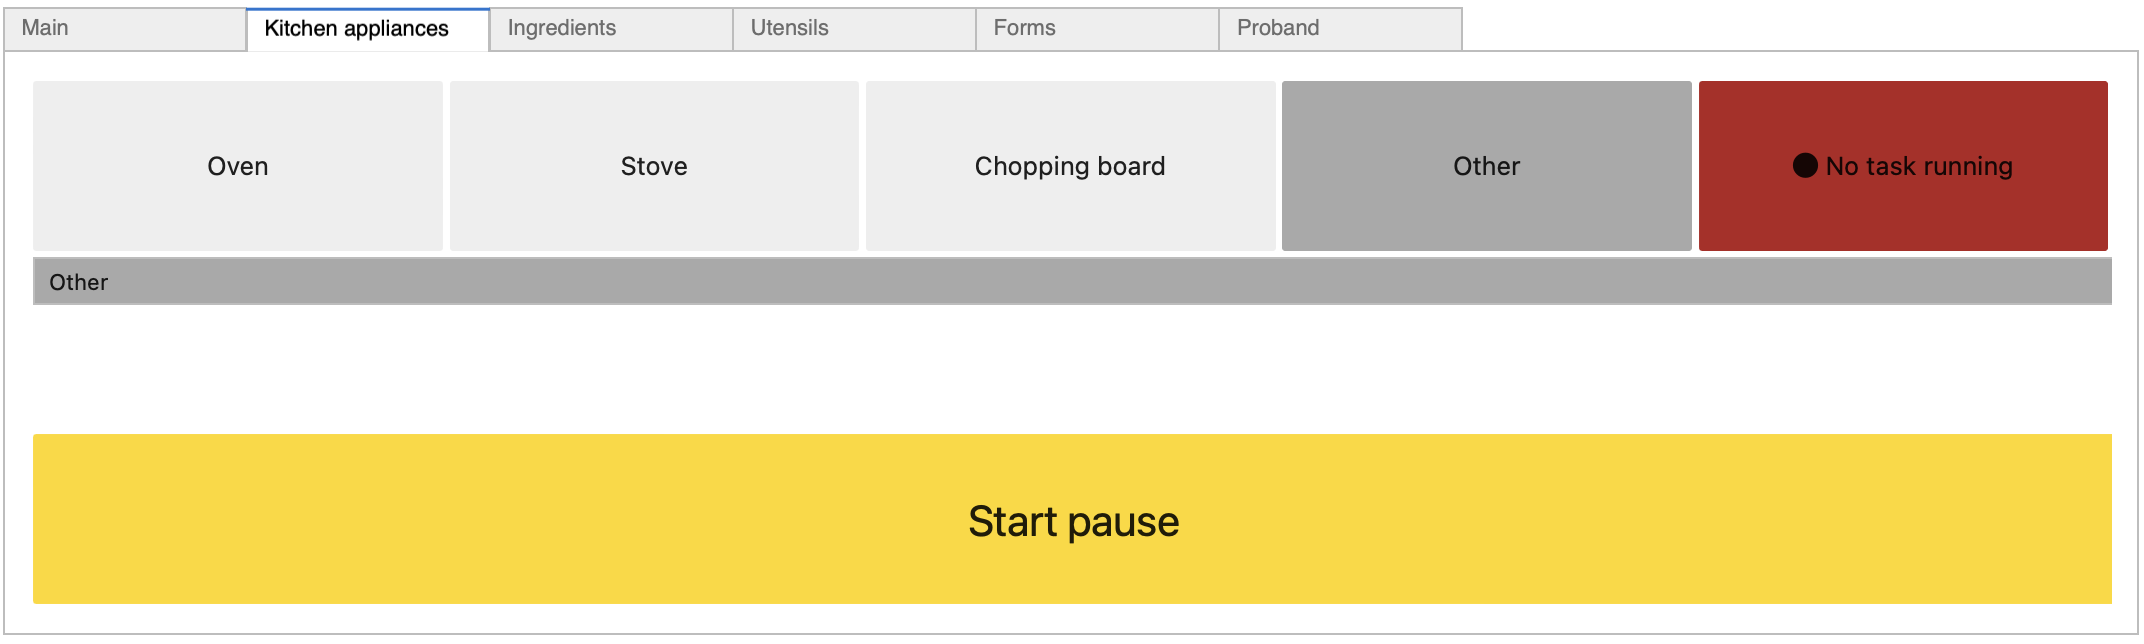 Main
Kitchen appliances
Ingredients
Utensils
Forms
Proband
Oven
Stove
Chopping board
Other
No task running
Other
Start pause